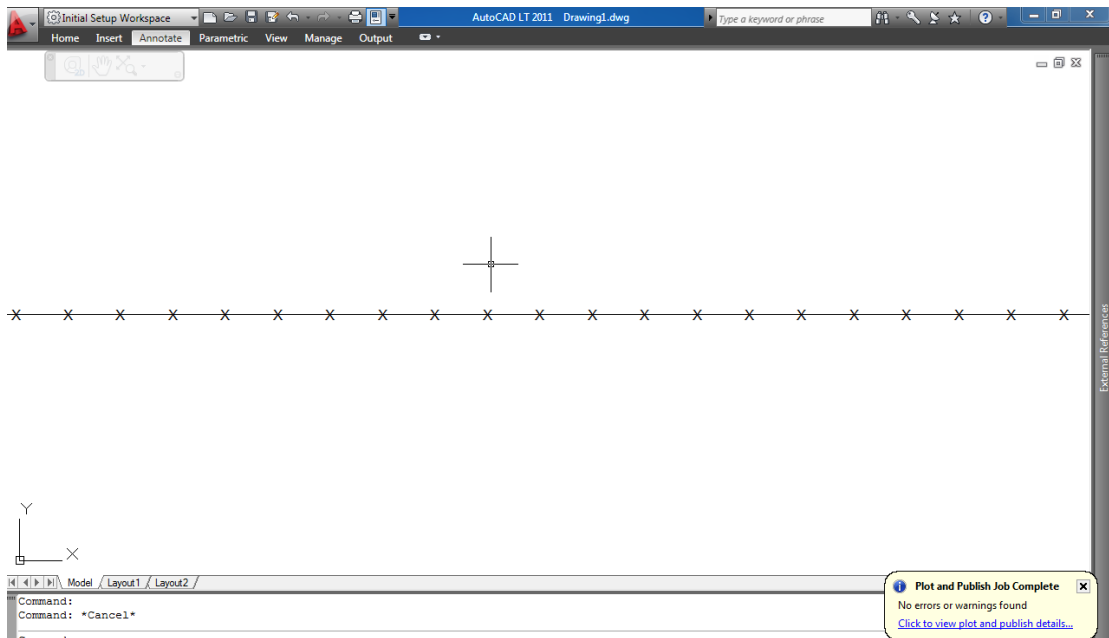 Initial Setup Workspace AutoCAD LT 2011 Drawing1.dwg Type a keyword or phrase
Home Insert Annotate Parametric View Manage Output
X X X X X X X X X X X X X X X X X X X X X
External References
Y
X
Model Layout1 Layout2
Command:
Command: *Cancel*
Plot and Publish Job Complete
No errors or warnings found
Click to view plot and publish details...